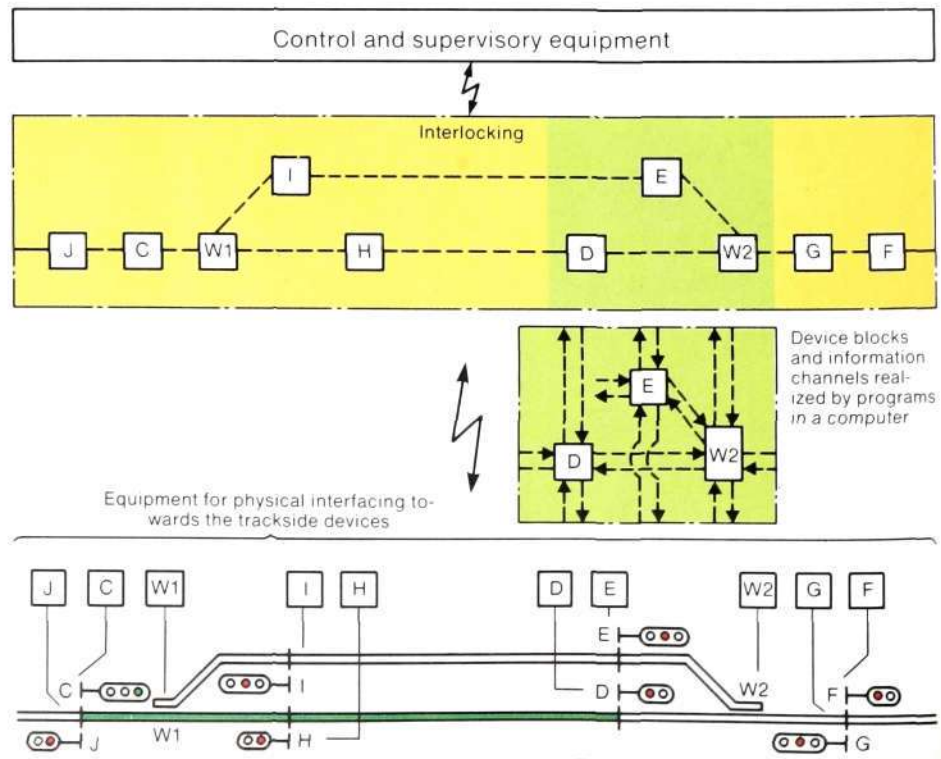 Control and supervisory equipment
Interlocking
I
E
J
C
W1
H
D
W2
G
F
Device blocks
and information
channels real-
ized by programs
in a computer
E
D
W2
Equipment for physical interfacing to-
wards the trackside devices
J
C
W1
I
H
D
E
W2
G
F
E
C
I
D
W2
F
J
W1
H
G